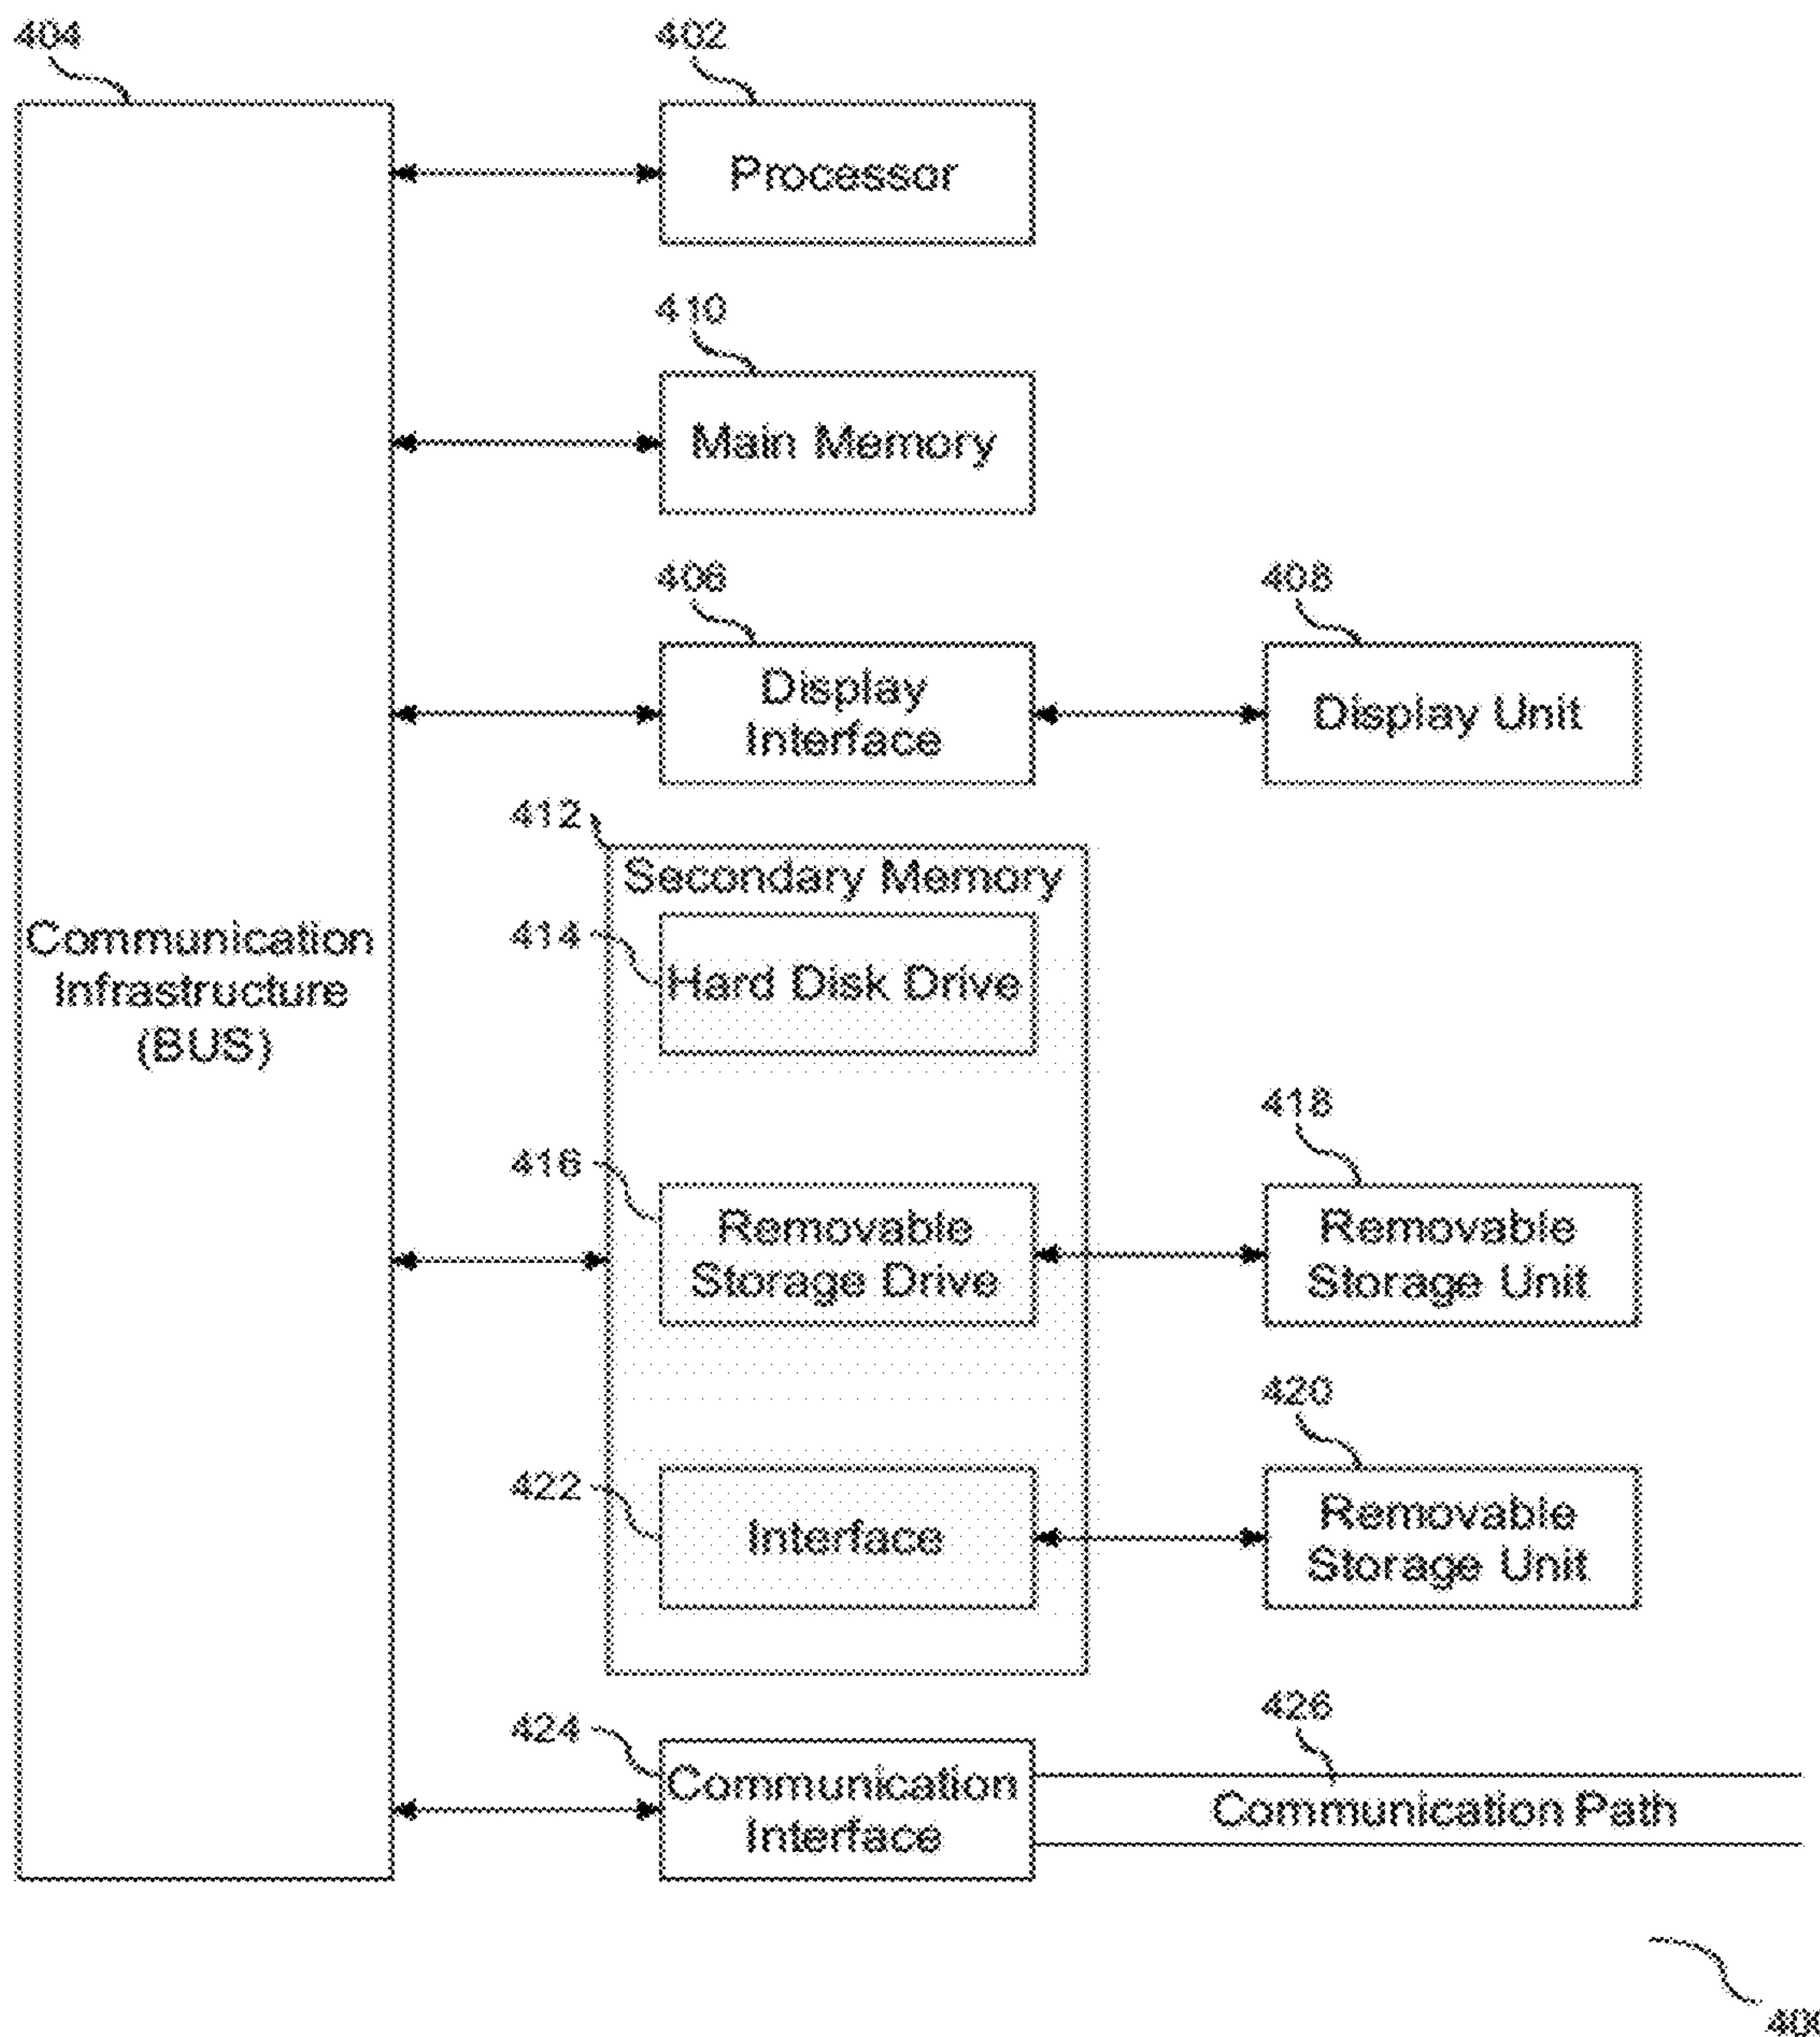 404
402
Processor
410
Main Memory
406
408
Display
Interface
Display Unit
412
Secondary Memory
414
Hard Disk Drive
Communication
Infrastructure
(BUS)
418
416
Removable
Storage Drive
Removable
Storage Unit
420
422
Interface
Removable
Storage Unit
424
426
Communication
Interface
Communication Path
400